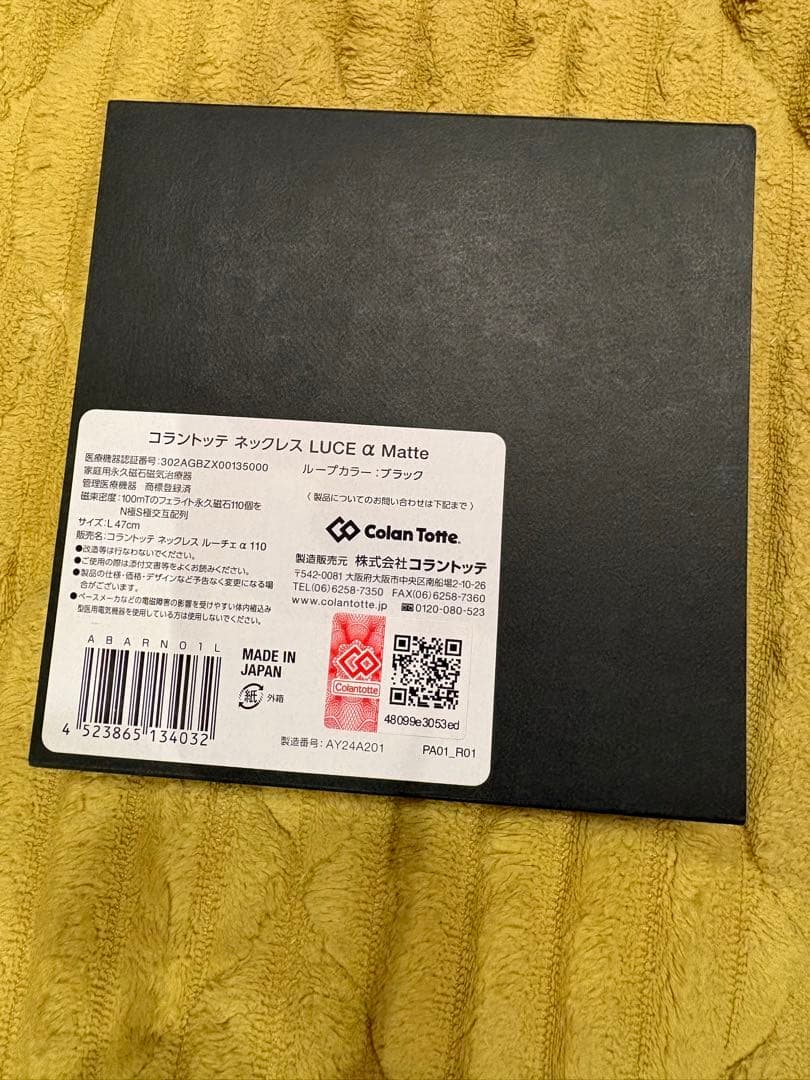 コラントッテ ネックレス LUCE α Matte
医療機器認証番号:302AGBZX00135000
家庭用永久磁石磁気治療器
管理医療機器 商標登録済
磁束密度:100mTのフェライト永久磁石110個を
N極S極交互配列
サイズ:L 47cm
販売名:コラントッテ ネックレス ルーチェ α 110
●改造等は行なわないでください。
●ご使用の際は添付文書等をよくお読みください。
●製品の仕様・価格・デザインなど予告なく変更になる場
合がございます。
●ペースメーカなどの電磁障害の影響を受けやすい体内植込み
型医用電気機器を使用している方は使用しないでください。
ループカラー:ブラック
〈 製品についてのお問い合わせは下記まで 〉
Colan Totte.
製造販売元 株式会社コラントッテ
〒542-0081 大阪府大阪市中央区南船場2-10-26
TEL(06)6258-7350 FAX(06)6258-7360
www.colantotte.jp 0120-080-523
ABARN01L
4 523865 134032
MADE IN
JAPAN
紙 外箱
Colantotte
48099e3053ed
製造番号:AY24A201
PA01_R01